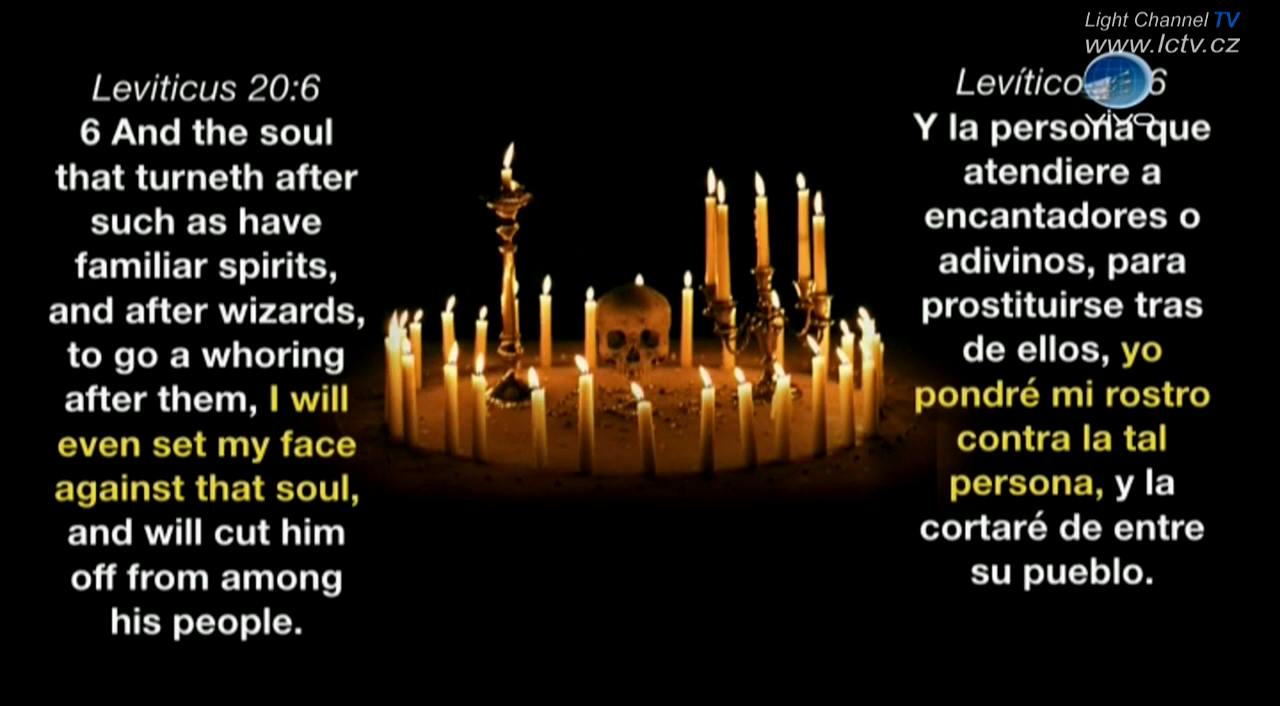 Light Channel TV
www.lctv.cz
Leviticus 20:6
6 And the soul
that turneth after
such as have
familiar spirits,
and after wizards,
to go a whoring
after them, I will
even set my face
against that soul,
and will cut him
off from among
his people.
Levítico 6
vivo
Y la persona que
atendiere a
encantadores o
adivinos, para
prostituirse tras
de ellos, yo
pondré mi rostro
contra la tal
persona, y la
cortaré de entre
su pueblo.